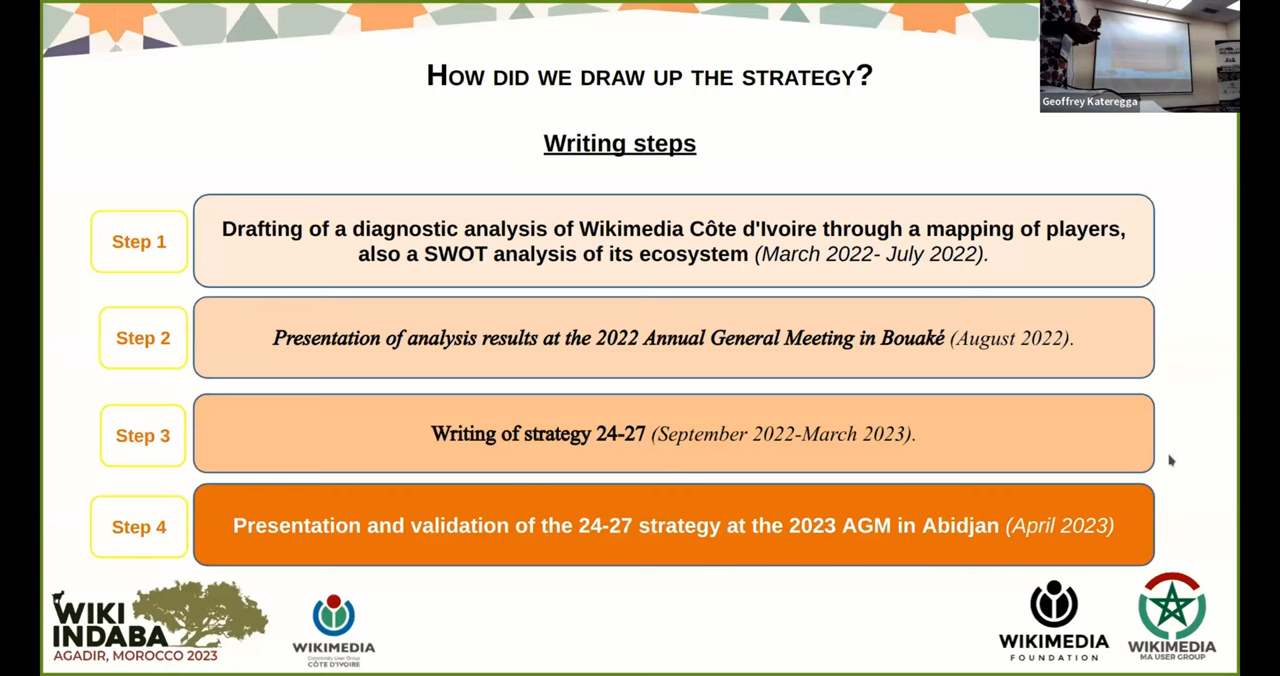 HOW DID WE DRAW UP THE STRATEGY?
Geoffrey Kateregga
Writing steps
Step 1
Drafting of a diagnostic analysis of Wikimedia Côte d'Ivoire through a mapping of players,
also a SWOT analysis of its ecosystem (March 2022- July 2022).
Step 2
Presentation of analysis results at the 2022 Annual General Meeting in Bouaké (August 2022).
Step 3
Writing of strategy 24-27 (September 2022-March 2023).
Step 4
Presentation and validation of the 24-27 strategy at the 2023 AGM in Abidjan (April 2023)
WIKI
INDABA
AGADIR, MOROCCO 2023
WIKIMEDIA
Community User Group
CÔTE D'IVOIRE
WIKIMEDIA
FOUNDATION
WIKIMEDIA
MA USER GROUP